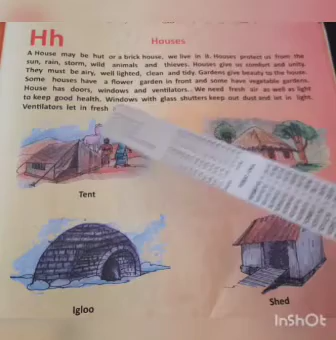 Hh
Houses
A House may be hut or a brick house, we live in it. Houses protect us from the
sun, rain, storm, wild animals and thieves. Houses give us comfort and unity.
They must be airy, well lighted, clean and tidy. Gardens give beauty to the house.
Some houses have a flower garden in front and some have vegetable gardens.
House has doors, windows and ventilators. We need fresh air as well as light
to keep good health. Windows with glass shutters keep out dust and let in light.
Ventilators let in fresh
Tent
Igloo
Shed
InShOt